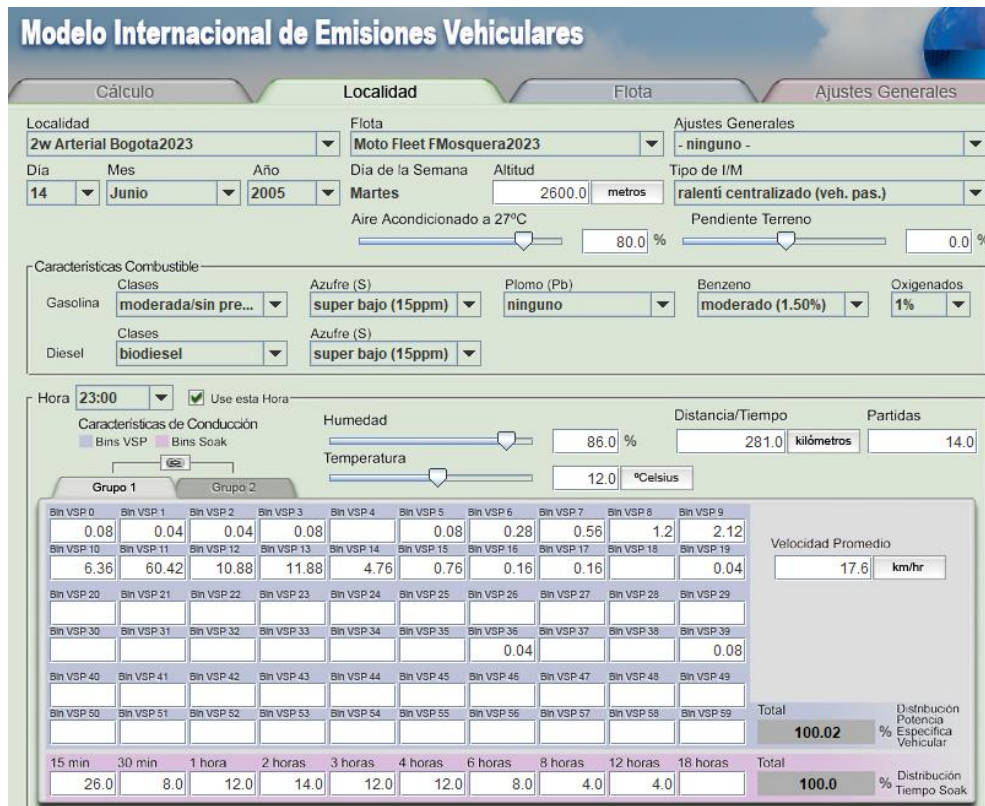 Modelo Internacional de Emisiones Vehiculares
Cálculo Localidad Flota Ajustes Generales
Localidad Flota Ajustes Generales
2w Arterial Bogota2023 Moto Fleet FMosquera2023 - ninguno -
Día Mes Año Día de la Semana Altitud Tipo de I/M
14 Junio 2005 Martes 2600.0 metros ralentí centralizado (veh. pas.)
Aire Acondicionado a 27ºC Pendiente Terreno
80.0 % 0.0 %
Características Combustible
Clases Azufre (S) Plomo (Pb) Benzeno Oxigenados
Gasolina moderada/sin pre... super bajo (15ppm) ninguno moderado (1.50%) 1%
Clases Azufre (S)
Diesel biodiesel super bajo (15ppm)
Hora 23:00 Use esta Hora
Características de Conducción Humedad Distancia/Tiempo Partidas
Bins VSP Bins Soak 86.0 % 281.0 kilómetros 14.0
Temperatura
Grupo 1 Grupo 2 12.0 ºCelsius
Bin VSP 0 Bin VSP 1 Bin VSP 2 Bin VSP 3 Bin VSP 4 Bin VSP 5 Bin VSP 6 Bin VSP 7 Bin VSP 8 Bin VSP 9
0.08 0.04 0.04 0.08 0.08 0.28 0.56 1.2 2.12
Bin VSP 10 Bin VSP 11 Bin VSP 12 Bin VSP 13 Bin VSP 14 Bin VSP 15 Bin VSP 16 Bin VSP 17 Bin VSP 18 Bin VSP 19 Velocidad Promedio
6.36 60.42 10.88 11.88 4.76 0.76 0.16 0.16 0.04 17.6 km/hr
Bin VSP 20 Bin VSP 21 Bin VSP 22 Bin VSP 23 Bin VSP 24 Bin VSP 25 Bin VSP 26 Bin VSP 27 Bin VSP 28 Bin VSP 29
Bin VSP 30 Bin VSP 31 Bin VSP 32 Bin VSP 33 Bin VSP 34 Bin VSP 35 Bin VSP 36 Bin VSP 37 Bin VSP 38 Bin VSP 39
0.04 0.08
Bin VSP 40 Bin VSP 41 Bin VSP 42 Bin VSP 43 Bin VSP 44 Bin VSP 45 Bin VSP 46 Bin VSP 47 Bin VSP 48 Bin VSP 49
Bin VSP 50 Bin VSP 51 Bin VSP 52 Bin VSP 53 Bin VSP 54 Bin VSP 55 Bin VSP 56 Bin VSP 57 Bin VSP 58 Bin VSP 59 Total
100.02 % Distribución Potencia Especifica Vehicular
15 min 30 min 1 hora 2 horas 3 horas 4 horas 6 horas 8 horas 12 horas 18 horas Total
26.0 8.0 12.0 14.0 12.0 12.0 8.0 4.0 4.0 100.0 % Distribución Tiempo Soak